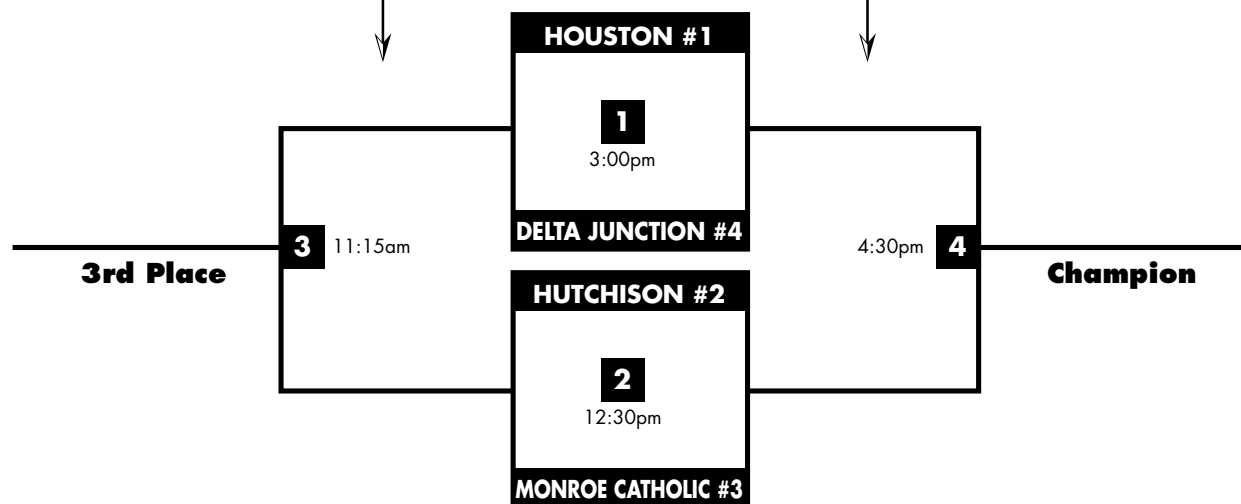 HOUSTON #1
1
3:00pm
DELTA JUNCTION #4
3 11:15am
3rd Place
4:30pm 4
Champion
HUTCHISON #2
2
12:30pm
MONROE CATHOLIC #3